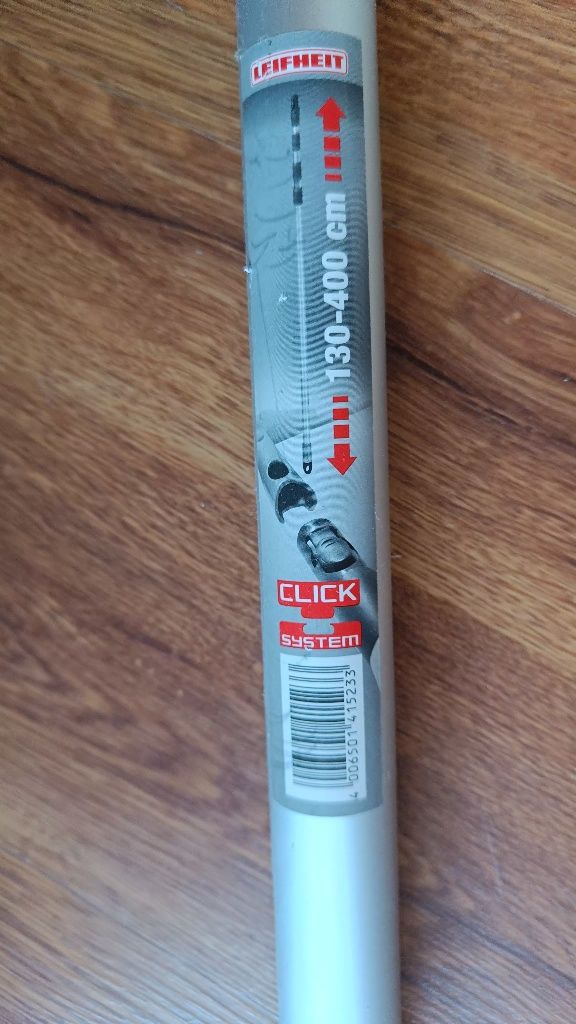 LEIFHEIT
130-400 cm
CLICK
SYSTEM
4 006501 415233